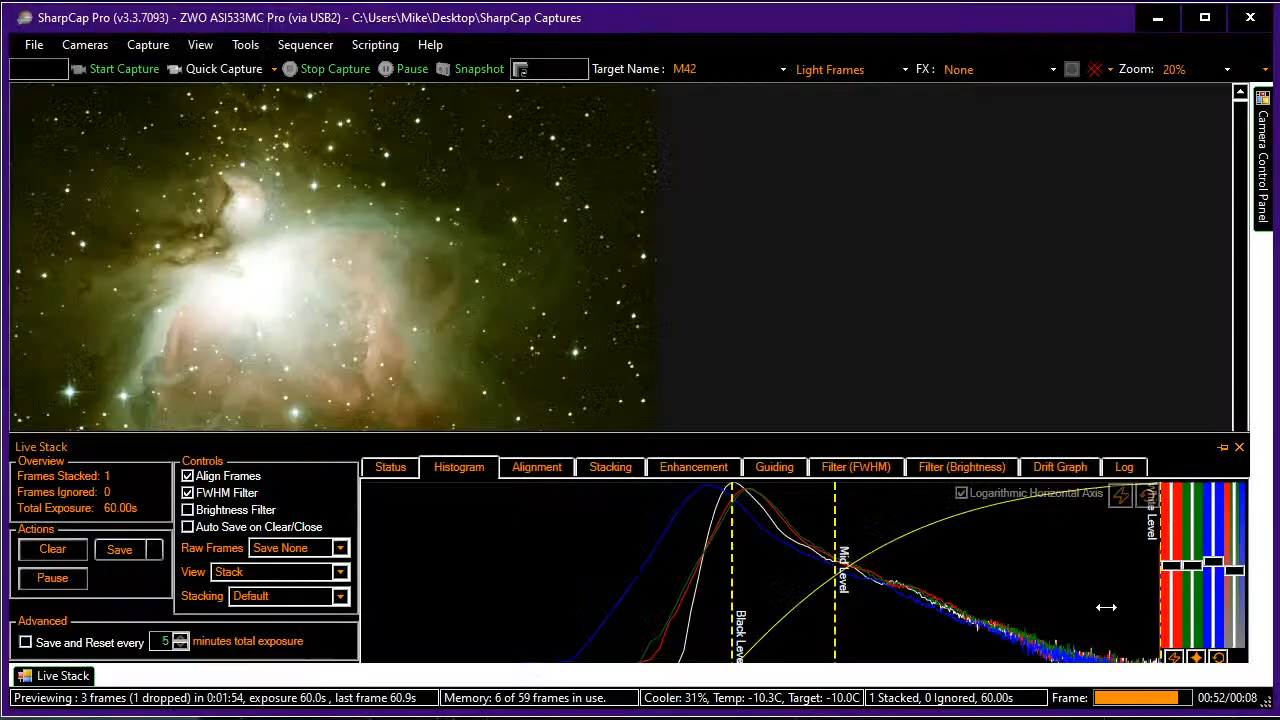 SharpCap Pro (v3.3.7093) - ZWO ASI533MC Pro (via USB2) - C:\Users\Mike\Desktop\SharpCap Captures
File Cameras Capture View Tools Sequencer Scripting Help
Start Capture Quick Capture Stop Capture Pause Snapshot Target Name : M42 Light Frames FX : None Zoom: 20%
Camera Control Panel
Live Stack
Overview
Frames Stacked: 1
Frames Ignored: 0
Total Exposure: 60.00s
Actions
Clear Save
Pause
Controls
Align Frames
FWHM Filter
Brightness Filter
Auto Save on Clear/Close
Raw Frames Save None
View Stack
Stacking Default
Advanced
Save and Reset every 5 minutes total exposure
Status Histogram Alignment Stacking Enhancement Guiding Filter (FWHM) Filter (Brightness) Drift Graph Log
Logarithmic Horizontal Axis
Black Leve
Mid Level
White Level
Live Stack
Previewing : 3 frames (1 dropped) in 0:01:54, exposure 60.0s , last frame 60.9s Memory: 6 of 59 frames in use. Cooler: 31%, Temp: -10.3C, Target: -10.0C 1 Stacked, 0 Ignored, 60.00s Frame: 00:52/00:08